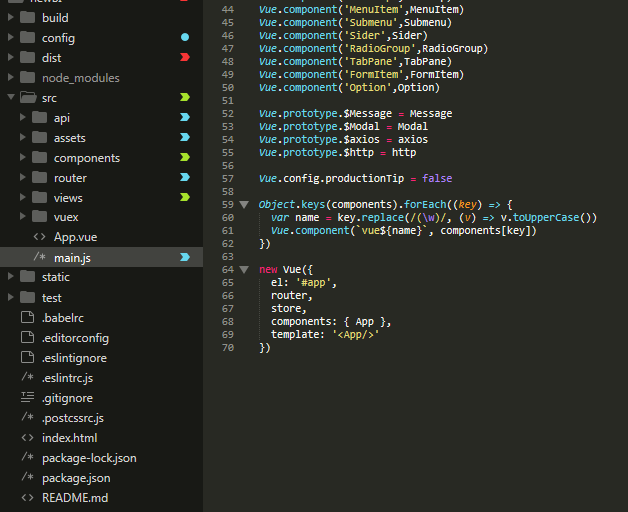 build
config
dist
node_modules
src
api
assets
components
router
views
vuex
<> App.vue
/* main.js
static
test
.babelrc
.editorconfig
.eslintignore
/* .eslintrc.js
.gitignore
/* .postcssrc.js
<> index.html
/* package-lock.json
/* package.json
<> README.md
44 Vue.component('MenuItem',MenuItem)
45 Vue.component('Submenu',Submenu)
46 Vue.component('Sider',Sider)
47 Vue.component('RadioGroup',RadioGroup)
48 Vue.component('TabPane',TabPane)
49 Vue.component('FormItem',FormItem)
50 Vue.component('Option',Option)
51
52 Vue.prototype.$Message = Message
53 Vue.prototype.$Modal = Modal
54 Vue.prototype.$axios = axios
55 Vue.prototype.$http = http
56
57 Vue.config.productionTip = false
58
59 Object.keys(components).forEach((key) => {
60 var name = key.replace(/(\w)/, (v) => v.toUpperCase())
61 Vue.component(`vue${name}`, components[key])
62 })
63
64 new Vue({
65 el: '#app',
66 router,
67 store,
68 components: { App },
69 template: '<App/>'
70 })